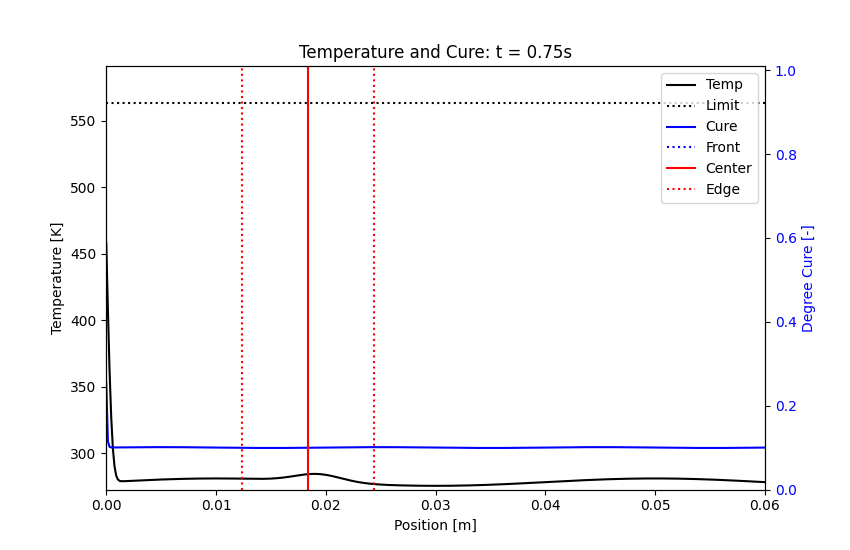 Temperature and Cure: t = 0.75s
Temperature [K]
550
500
450
400
350
300
1.0
0.8
0.6
0.4
0.2
0.0
Degree Cure [-]
Temp
Limit
Cure
Front
Center
Edge
0.00 0.01 0.02 0.03 0.04 0.05 0.06
Position [m]